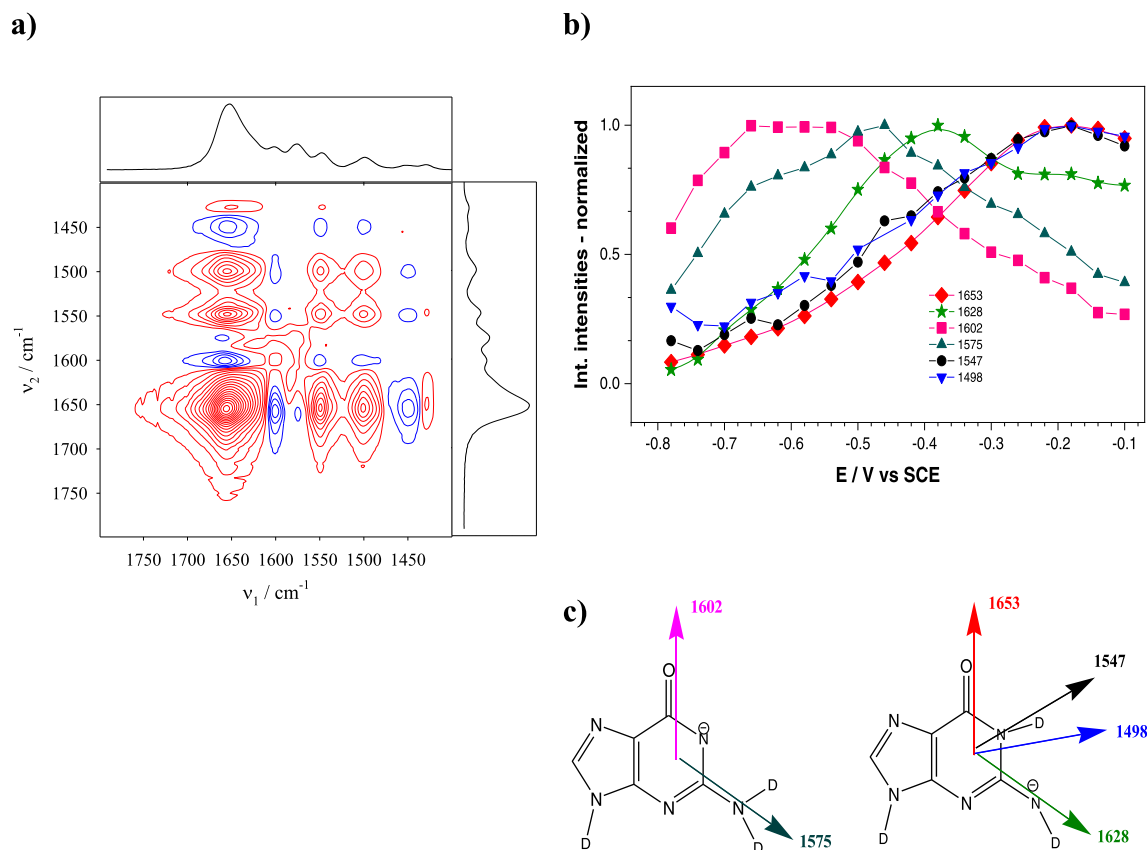 a)
1450
1500
1550
1600
1650
1700
1750
ν2 / cm-1
1750 1700 1650 1600 1550 1500 1450
ν1 / cm-1
b)
1.0
0.5
0.0
Int. intensities - normalized
1653
1628
1602
1575
1547
1498
-0.8 -0.7 -0.6 -0.5 -0.4 -0.3 -0.2 -0.1
E / V vs SCE
c)
1602
O
N
N
⊖
N
N
N
D
D
D
1575
1653
1547
O
N
N
D
1498
⊖
N
N
N
D
D
1628